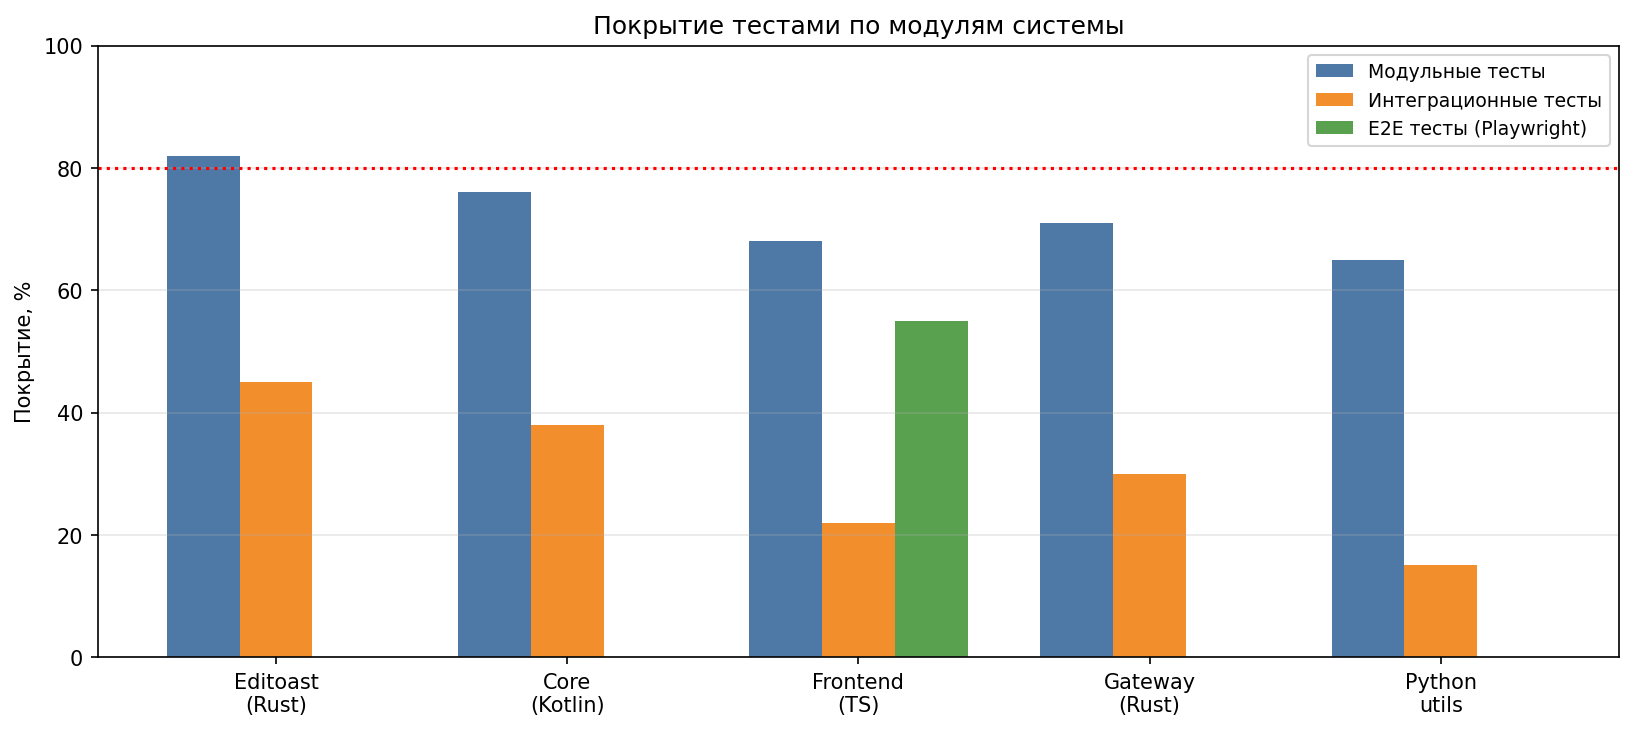 Покрытие тестами по модулям системы
Модульные тесты
Интеграционные тесты
E2E тесты (Playwright)
Покрытие, %
100
80
60
40
20
0
Editoast
(Rust)
Core
(Kotlin)
Frontend
(TS)
Gateway
(Rust)
Python
utils